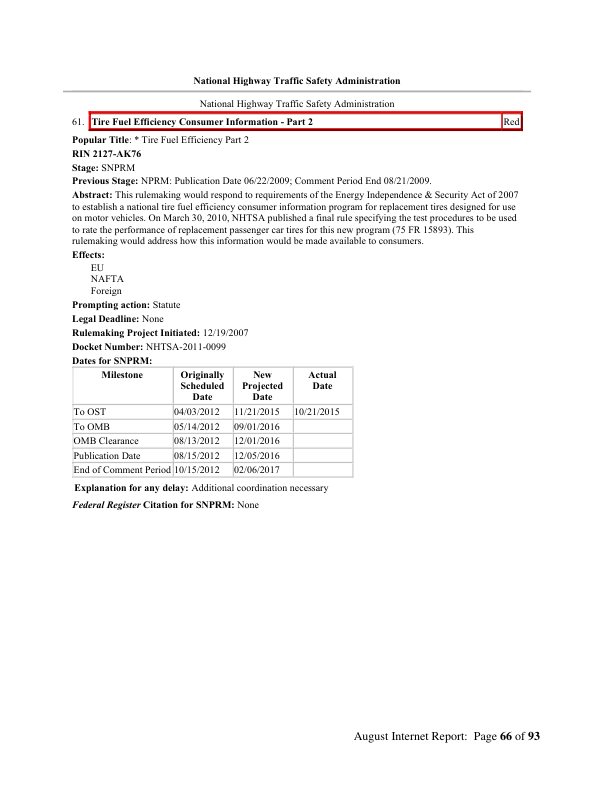 National Highway Traffic Safety Administration
National Highway Traffic Safety Administration
61. Tire Fuel Efficiency Consumer Information - Part 2 Red
Popular Title: * Tire Fuel Efficiency Part 2
RIN 2127-AK76
Stage: SNPRM
Previous Stage: NPRM: Publication Date 06/22/2009; Comment Period End 08/21/2009.
Abstract: This rulemaking would respond to requirements of the Energy Independence & Security Act of 2007
to establish a national tire fuel efficiency consumer information program for replacement tires designed for use
on motor vehicles. On March 30, 2010, NHTSA published a final rule specifying the test procedures to be used
to rate the performance of replacement passenger car tires for this new program (75 FR 15893). This
rulemaking would address how this information would be made available to consumers.
Effects:
EU
NAFTA
Foreign
Prompting action: Statute
Legal Deadline: None
Rulemaking Project Initiated: 12/19/2007
Docket Number: NHTSA-2011-0099
Dates for SNPRM:
Milestone Originally Scheduled Date New Projected Date Actual Date
To OST 04/03/2012 11/21/2015 10/21/2015
To OMB 05/14/2012 09/01/2016
OMB Clearance 08/13/2012 12/01/2016
Publication Date 08/15/2012 12/05/2016
End of Comment Period 10/15/2012 02/06/2017
Explanation for any delay: Additional coordination necessary
Federal Register Citation for SNPRM: None
August Internet Report: Page 66 of 93